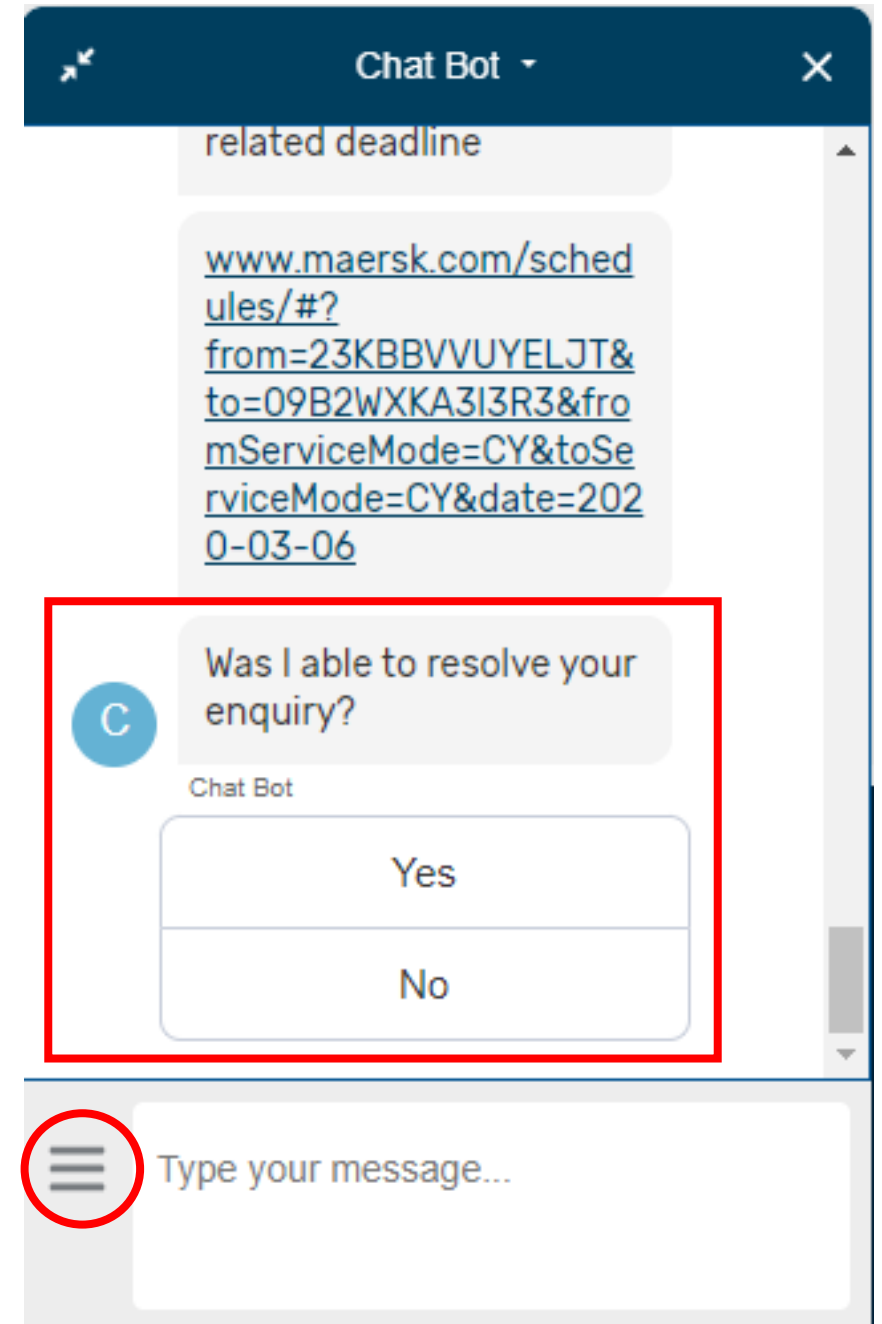 Chat Bot
related deadline
www.maersk.com/sched
ules/#?
from=23KBBVVUYELJT&
to=09B2WXKA3I3R3&fro
mServiceMode=CY&toSe
rviceMode=CY&date=202
0-03-06
Was I able to resolve your
enquiry?
C
Chat Bot
Yes
No
Type your message...